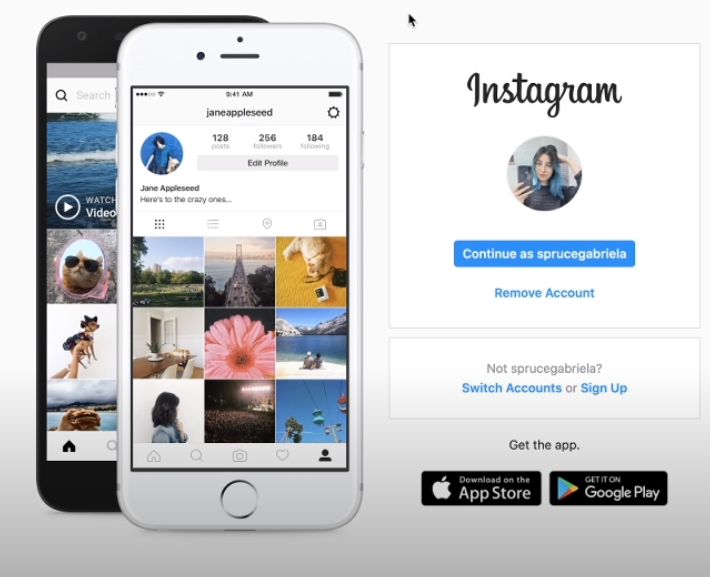 Search
WATCH
Video
9:41 AM
janeappleseed
128
posts
256
followers
184
following
Edit Profile
Jane Appleseed
Here's to the crazy ones...
Instagram
Continue as sprucegabriela
Remove Account
Not sprucegabriela?
Switch Accounts or Sign Up
Get the app.
Download on the
App Store
GET IT ON
Google Play